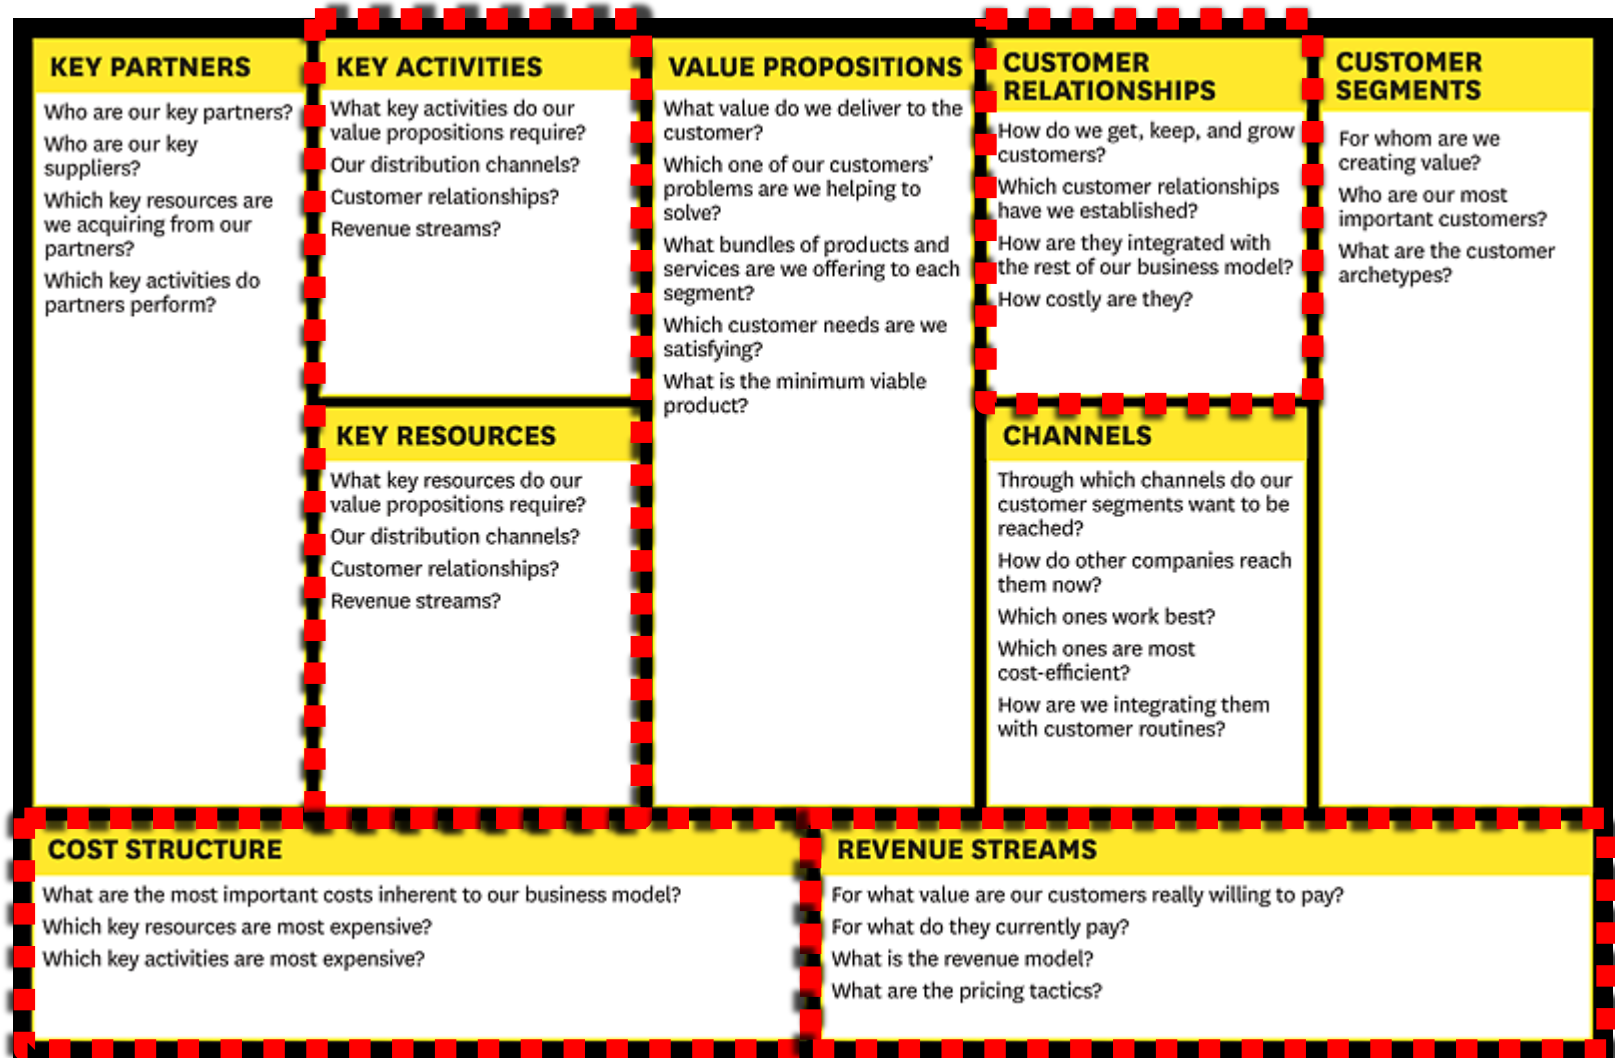 KEY PARTNERS
Who are our key partners?
Who are our key
suppliers?
Which key resources are
we acquiring from our
partners?
Which key activities do
partners perform?
KEY ACTIVITIES
What key activities do our
value propositions require?
Our distribution channels?
Customer relationships?
Revenue streams?
KEY RESOURCES
What key resources do our
value propositions require?
Our distribution channels?
Customer relationships?
Revenue streams?
VALUE PROPOSITIONS
What value do we deliver to the
customer?
Which one of our customers’
problems are we helping to
solve?
What bundles of products and
services are we offering to each
segment?
Which customer needs are we
satisfying?
What is the minimum viable
product?
CUSTOMER
RELATIONSHIPS
How do we get, keep, and grow
customers?
Which customer relationships
have we established?
How are they integrated with
the rest of our business model?
How costly are they?
CHANNELS
Through which channels do our
customer segments want to be
reached?
How do other companies reach
them now?
Which ones work best?
Which ones are most
cost-efficient?
How are we integrating them
with customer routines?
CUSTOMER
SEGMENTS
For whom are we
creating value?
Who are our most
important customers?
What are the customer
archetypes?
COST STRUCTURE
What are the most important costs inherent to our business model?
Which key resources are most expensive?
Which key activities are most expensive?
REVENUE STREAMS
For what value are our customers really willing to pay?
For what do they currently pay?
What is the revenue model?
What are the pricing tactics?